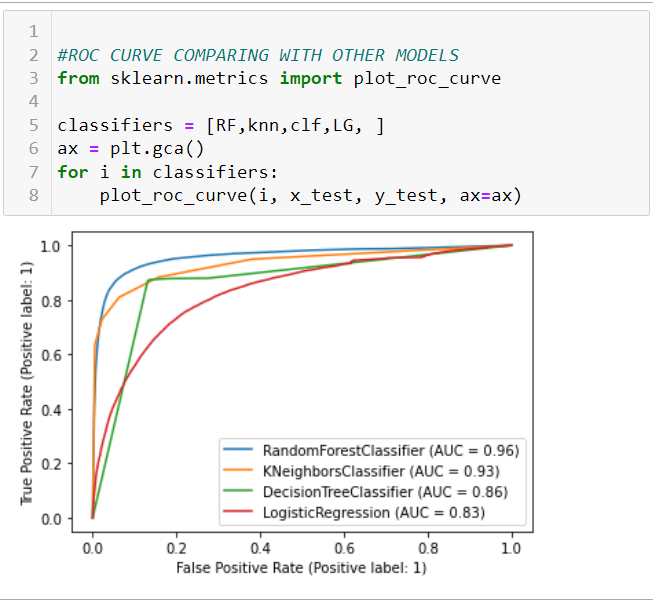 1
2 #ROC CURVE COMPARING WITH OTHER MODELS
3 from sklearn.metrics import plot_roc_curve
4
5 classifiers = [RF,knn,clf,LG, ]
6 ax = plt.gca()
7 for i in classifiers:
8     plot_roc_curve(i, x_test, y_test, ax=ax)
True Positive Rate (Positive label: 1)
1.0
0.8
0.6
0.4
0.2
0.0
RandomForestClassifier (AUC = 0.96)
KNeighborsClassifier (AUC = 0.93)
DecisionTreeClassifier (AUC = 0.86)
LogisticRegression (AUC = 0.83)
0.0 0.2 0.4 0.6 0.8 1.0
False Positive Rate (Positive label: 1)